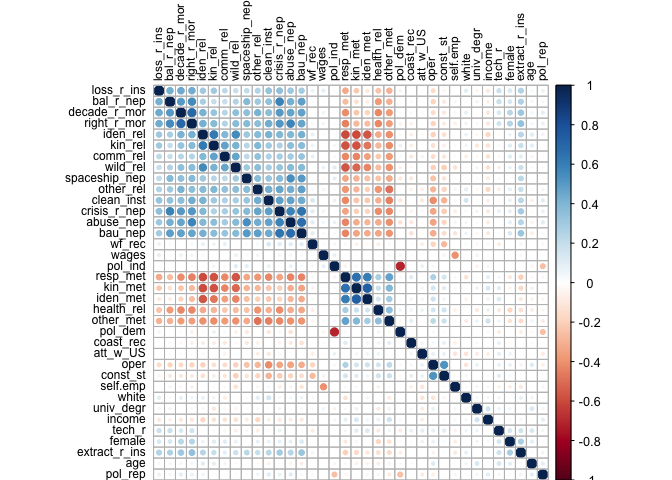 loss_r_ins
bal_r_nep
decade_r_mor
right_r_mor
iden_rel
kin_rel
comm_rel
wild_rel
spaceship_nep
other_rel
clean_inst
crisis_r_nep
abuse_nep
bau_nep
wf_rec
wages
pol_ind
resp_met
kin_met
iden_met
health_rel
other_met
pol_dem
coast_rec
att_w_US
oper
const_st
self.emp
white
univ_degr
income
tech_r
female
extract_r_ins
age
pol_rep
loss_r_ins
bal_r_nep
decade_r_mor
right_r_mor
iden_rel
kin_rel
comm_rel
wild_rel
spaceship_nep
other_rel
clean_inst
crisis_r_nep
abuse_nep
bau_nep
wf_rec
wages
pol_ind
resp_met
kin_met
iden_met
health_rel
other_met
pol_dem
coast_rec
att_w_US
oper
const_st
self.emp
white
univ_degr
income
tech_r
female
extract_r_ins
age
pol_rep
1
0.8
0.6
0.4
0.2
0
-0.2
-0.4
-0.6
-0.8